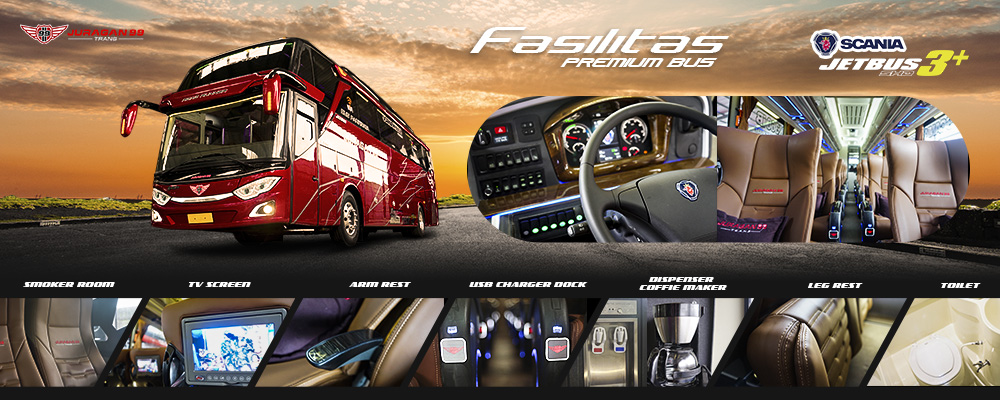 JURAGAN 99
TRANS
Fasilitas
PREMIUM BUS
SCANIA
JETBUS 3+
SHD
SMOKER ROOM
TV SCREEN
ARM REST
USB CHARGER DOCK
DISPENSER
COFFIE MAKER
LEG REST
TOILET